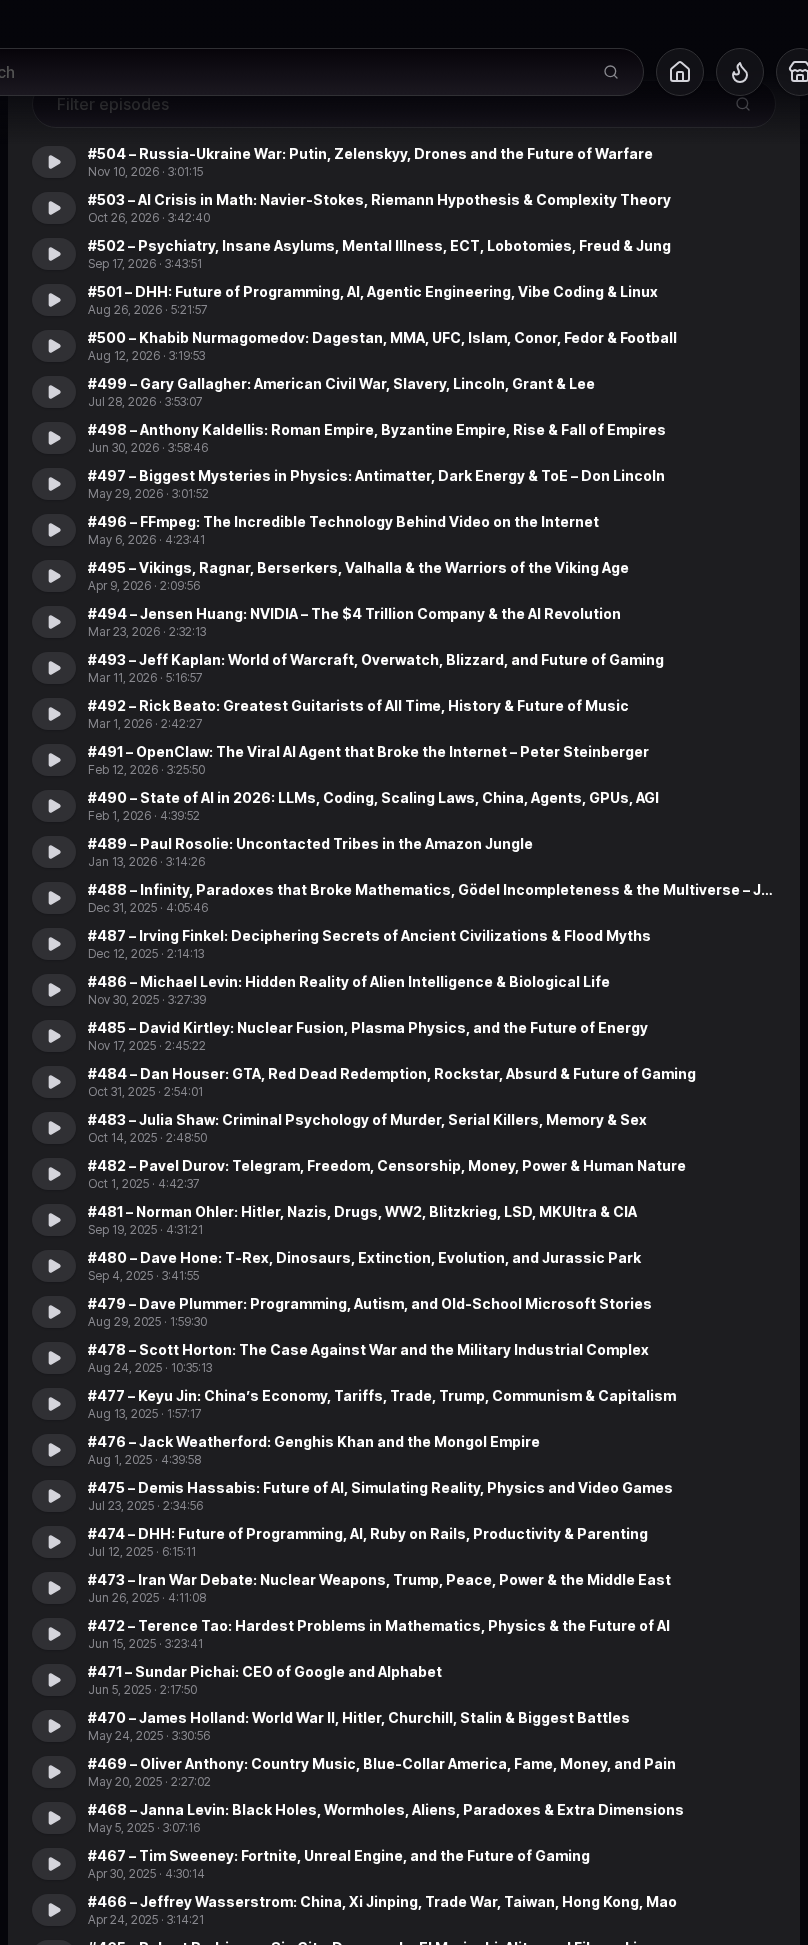 ch
Filter episodes
#504 – Russia-Ukraine War: Putin, Zelenskyy, Drones and the Future of Warfare
Nov 10, 2026 · 3:01:15
#503 – AI Crisis in Math: Navier-Stokes, Riemann Hypothesis & Complexity Theory
Oct 26, 2026 · 3:42:40
#502 – Psychiatry, Insane Asylums, Mental Illness, ECT, Lobotomies, Freud & Jung
Sep 17, 2026 · 3:43:51
#501 – DHH: Future of Programming, AI, Agentic Engineering, Vibe Coding & Linux
Aug 26, 2026 · 5:21:57
#500 – Khabib Nurmagomedov: Dagestan, MMA, UFC, Islam, Conor, Fedor & Football
Aug 12, 2026 · 3:19:53
#499 – Gary Gallagher: American Civil War, Slavery, Lincoln, Grant & Lee
Jul 28, 2026 · 3:53:07
#498 – Anthony Kaldellis: Roman Empire, Byzantine Empire, Rise & Fall of Empires
Jun 30, 2026 · 3:58:46
#497 – Biggest Mysteries in Physics: Antimatter, Dark Energy & ToE – Don Lincoln
May 29, 2026 · 3:01:52
#496 – FFmpeg: The Incredible Technology Behind Video on the Internet
May 6, 2026 · 4:23:41
#495 – Vikings, Ragnar, Berserkers, Valhalla & the Warriors of the Viking Age
Apr 9, 2026 · 2:09:56
#494 – Jensen Huang: NVIDIA – The $4 Trillion Company & the AI Revolution
Mar 23, 2026 · 2:32:13
#493 – Jeff Kaplan: World of Warcraft, Overwatch, Blizzard, and Future of Gaming
Mar 11, 2026 · 5:16:57
#492 – Rick Beato: Greatest Guitarists of All Time, History & Future of Music
Mar 1, 2026 · 2:42:27
#491 – OpenClaw: The Viral AI Agent that Broke the Internet – Peter Steinberger
Feb 12, 2026 · 3:25:50
#490 – State of AI in 2026: LLMs, Coding, Scaling Laws, China, Agents, GPUs, AGI
Feb 1, 2026 · 4:39:52
#489 – Paul Rosolie: Uncontacted Tribes in the Amazon Jungle
Jan 13, 2026 · 3:14:26
#488 – Infinity, Paradoxes that Broke Mathematics, Gödel Incompleteness & the Multiverse – J...
Dec 31, 2025 · 4:05:46
#487 – Irving Finkel: Deciphering Secrets of Ancient Civilizations & Flood Myths
Dec 12, 2025 · 2:14:13
#486 – Michael Levin: Hidden Reality of Alien Intelligence & Biological Life
Nov 30, 2025 · 3:27:39
#485 – David Kirtley: Nuclear Fusion, Plasma Physics, and the Future of Energy
Nov 17, 2025 · 2:45:22
#484 – Dan Houser: GTA, Red Dead Redemption, Rockstar, Absurd & Future of Gaming
Oct 31, 2025 · 2:54:01
#483 – Julia Shaw: Criminal Psychology of Murder, Serial Killers, Memory & Sex
Oct 14, 2025 · 2:48:50
#482 – Pavel Durov: Telegram, Freedom, Censorship, Money, Power & Human Nature
Oct 1, 2025 · 4:42:37
#481 – Norman Ohler: Hitler, Nazis, Drugs, WW2, Blitzkrieg, LSD, MKUltra & CIA
Sep 19, 2025 · 4:31:21
#480 – Dave Hone: T-Rex, Dinosaurs, Extinction, Evolution, and Jurassic Park
Sep 4, 2025 · 3:41:55
#479 – Dave Plummer: Programming, Autism, and Old-School Microsoft Stories
Aug 29, 2025 · 1:59:30
#478 – Scott Horton: The Case Against War and the Military Industrial Complex
Aug 24, 2025 · 10:35:13
#477 – Keyu Jin: China’s Economy, Tariffs, Trade, Trump, Communism & Capitalism
Aug 13, 2025 · 1:57:17
#476 – Jack Weatherford: Genghis Khan and the Mongol Empire
Aug 1, 2025 · 4:39:58
#475 – Demis Hassabis: Future of AI, Simulating Reality, Physics and Video Games
Jul 23, 2025 · 2:34:56
#474 – DHH: Future of Programming, AI, Ruby on Rails, Productivity & Parenting
Jul 12, 2025 · 6:15:11
#473 – Iran War Debate: Nuclear Weapons, Trump, Peace, Power & the Middle East
Jun 26, 2025 · 4:11:08
#472 – Terence Tao: Hardest Problems in Mathematics, Physics & the Future of AI
Jun 15, 2025 · 3:23:41
#471 – Sundar Pichai: CEO of Google and Alphabet
Jun 5, 2025 · 2:17:50
#470 – James Holland: World War II, Hitler, Churchill, Stalin & Biggest Battles
May 24, 2025 · 3:30:56
#469 – Oliver Anthony: Country Music, Blue-Collar America, Fame, Money, and Pain
May 20, 2025 · 2:27:02
#468 – Janna Levin: Black Holes, Wormholes, Aliens, Paradoxes & Extra Dimensions
May 5, 2025 · 3:07:16
#467 – Tim Sweeney: Fortnite, Unreal Engine, and the Future of Gaming
Apr 30, 2025 · 4:30:14
#466 – Jeffrey Wasserstrom: China, Xi Jinping, Trade War, Taiwan, Hong Kong, Mao
Apr 24, 2025 · 3:14:21